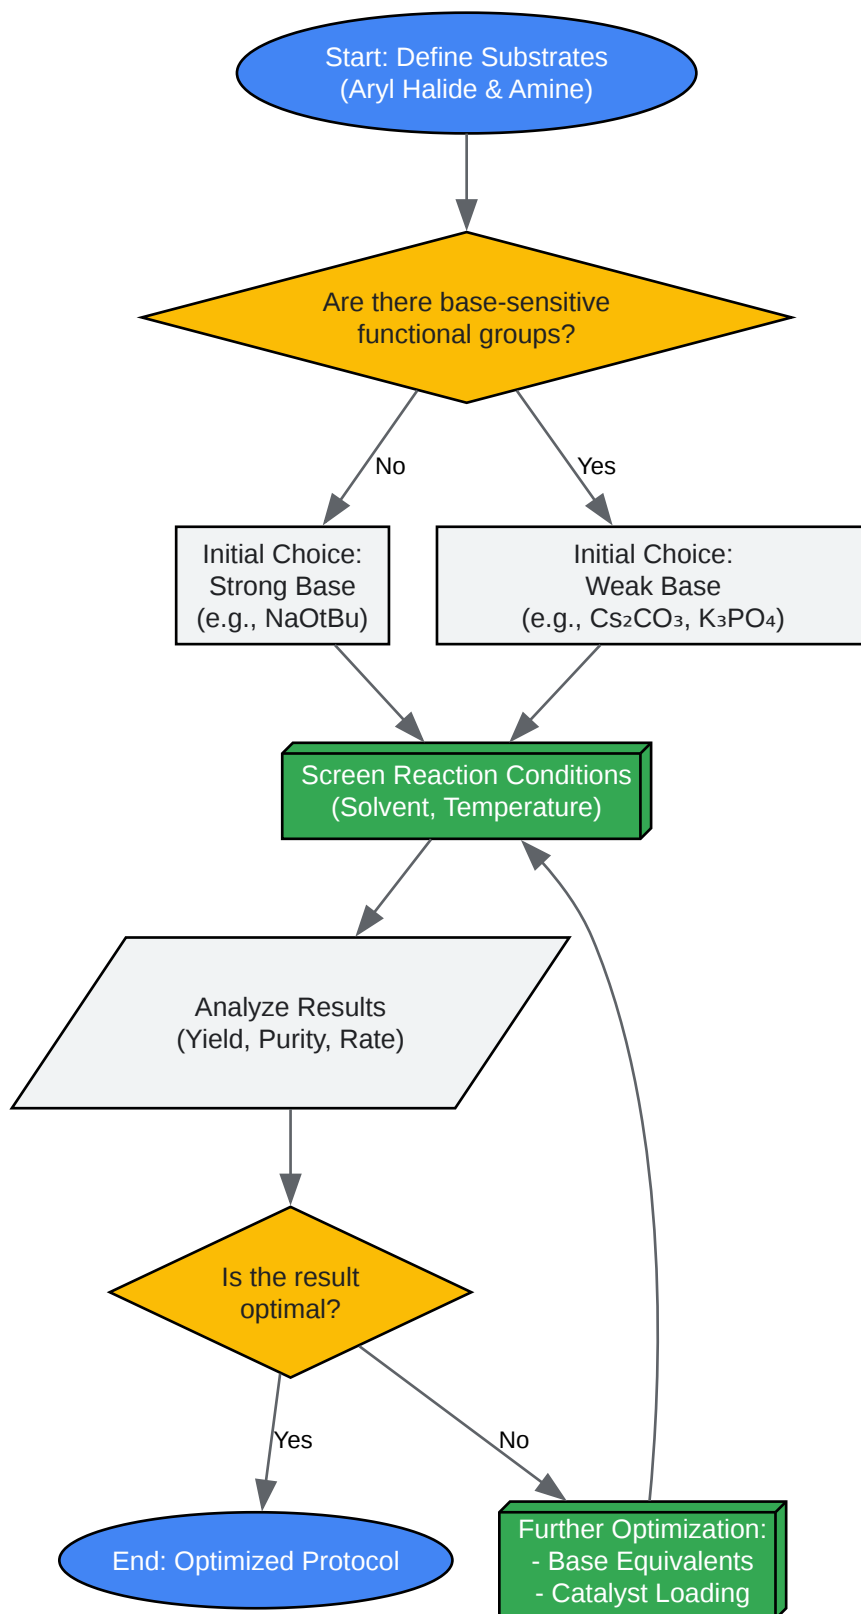 Start: Define Substrates
(Aryl Halide & Amine)
Are there base-sensitive
functional groups?
No
Yes
Initial Choice:
Strong Base
(e.g., NaOtBu)
Initial Choice:
Weak Base
(e.g., Cs₂CO₃, K₃PO₄)
Screen Reaction Conditions
(Solvent, Temperature)
Analyze Results
(Yield, Purity, Rate)
Is the result
optimal?
Yes
No
End: Optimized Protocol
Further Optimization:
- Base Equivalents
- Catalyst Loading